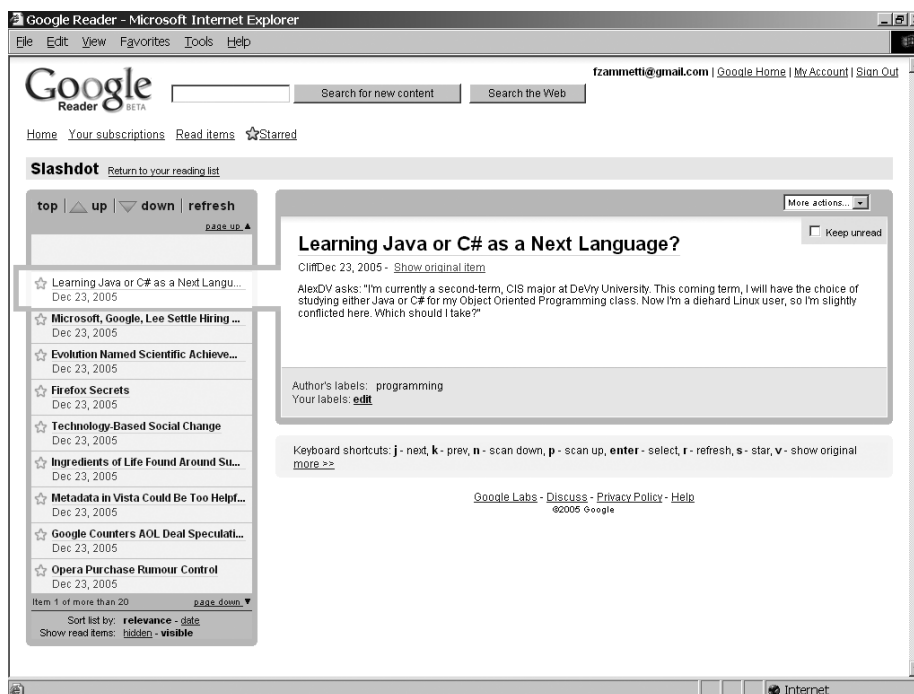 Google Reader - Microsoft Internet Explorer
File Edit View Favorites Tools Help
fzammetti@gmail.com | Google Home | My Account | Sign Out
Google
Reader BETA
Search for new content Search the Web
Home Your subscriptions Read items Starred
Slashdot Return to your reading list
top | up | down | refresh
page up
More actions...
Keep unread
Learning Java or C# as a Next Language?
CliffDec 23, 2005 - Show original item
AlexDV asks: "I'm currently a second-term, CIS major at DeVry University. This coming term, I will have the choice of
studying either Java or C# for my Object Oriented Programming class. Now I'm a diehard Linux user, so I'm slightly
conflicted here. Which should I take?"
Author's labels: programming
Your labels: edit
Learning Java or C# as a Next Langu...
Dec 23, 2005
Microsoft, Google, Lee Settle Hiring ...
Dec 23, 2005
Evolution Named Scientific Achieve...
Dec 23, 2005
Firefox Secrets
Dec 23, 2005
Technology-Based Social Change
Dec 23, 2005
Ingredients of Life Found Around Su...
Dec 23, 2005
Metadata in Vista Could Be Too Helpf...
Dec 23, 2005
Google Counters AOL Deal Speculati...
Dec 23, 2005
Opera Purchase Rumour Control
Dec 23, 2005
Item 1 of more than 20 page down
Sort list by: relevance - date
Show read items: hidden - visible
Keyboard shortcuts: j - next, k - prev, n - scan down, p - scan up, enter - select, r - refresh, s - star, v - show original
more >>
Google Labs - Discuss - Privacy Policy - Help
©2005 Google
Internet